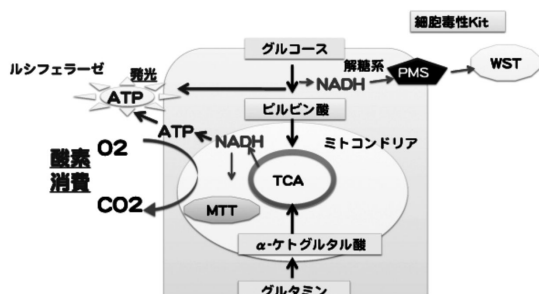 細胞毒性Kit
グルコース
ルシフェラーゼ
発光
解糖系
NADH
PMS
WST
ATP
ピルビン酸
ATP
NADH
ミトコンドリア
酸素
消費
O2
CO2
TCA
MTT
α-ケトグルタル酸
グルタミン